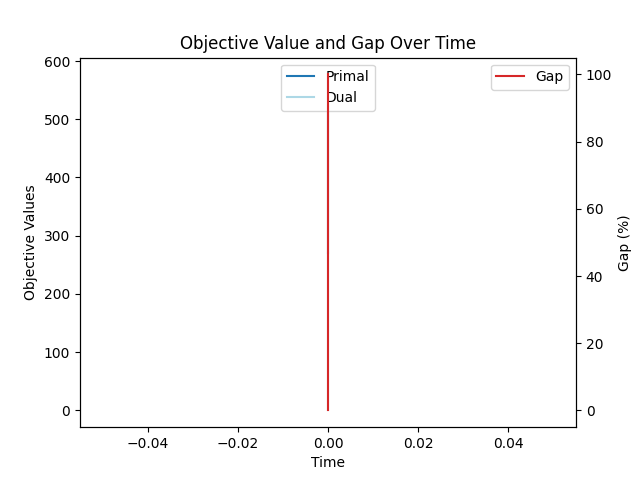 Objective Value and Gap Over Time
Primal
Dual
Gap
600
500
400
300
200
100
0
Objective Values
100
80
60
40
20
0
Gap (%)
−0.04
−0.02
0.00
0.02
0.04
Time